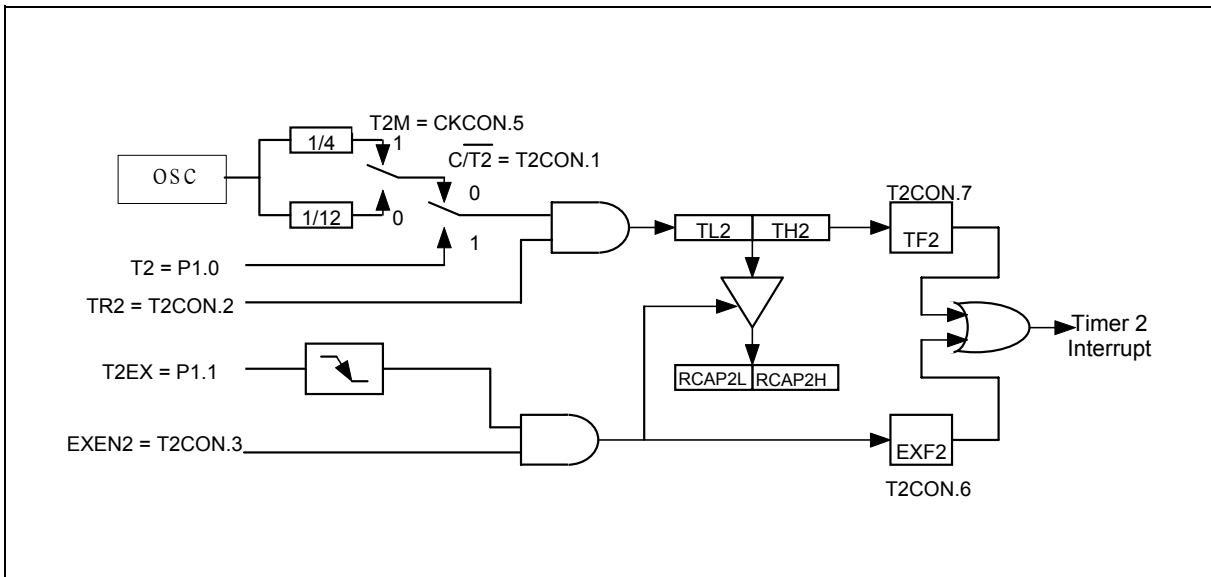 T2M = CKCON.5
1/4
1
C/T2 = T2CON.1
OSC
0
T2CON.7
1/12
0
TL2
TH2
TF2
1
T2 = P1.0
TR2 = T2CON.2
Timer 2
Interrupt
T2EX = P1.1
RCAP2L
RCAP2H
EXEN2 = T2CON.3
EXF2
T2CON.6